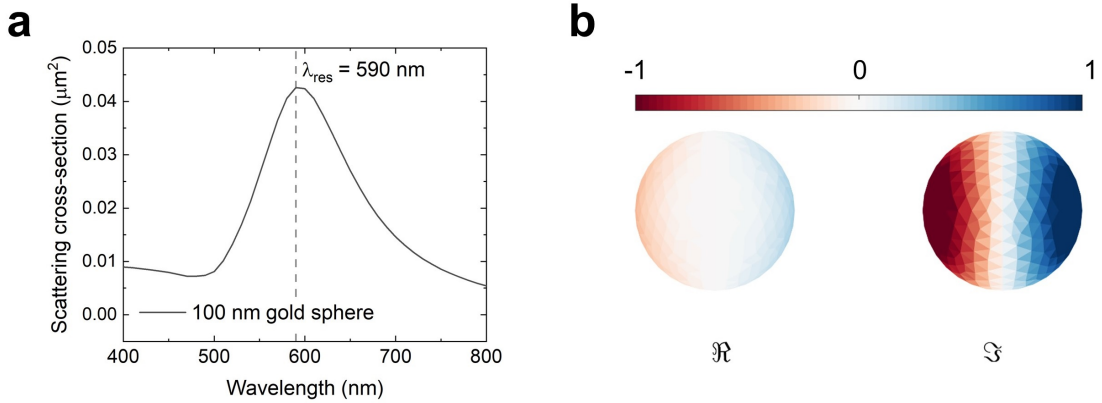 a
Scattering cross-section (μm²)
0.05
0.04
0.03
0.02
0.01
0.00
λres = 590 nm
100 nm gold sphere
400 500 600 700 800
Wavelength (nm)
b
-1 0 1
ℜ ℑ